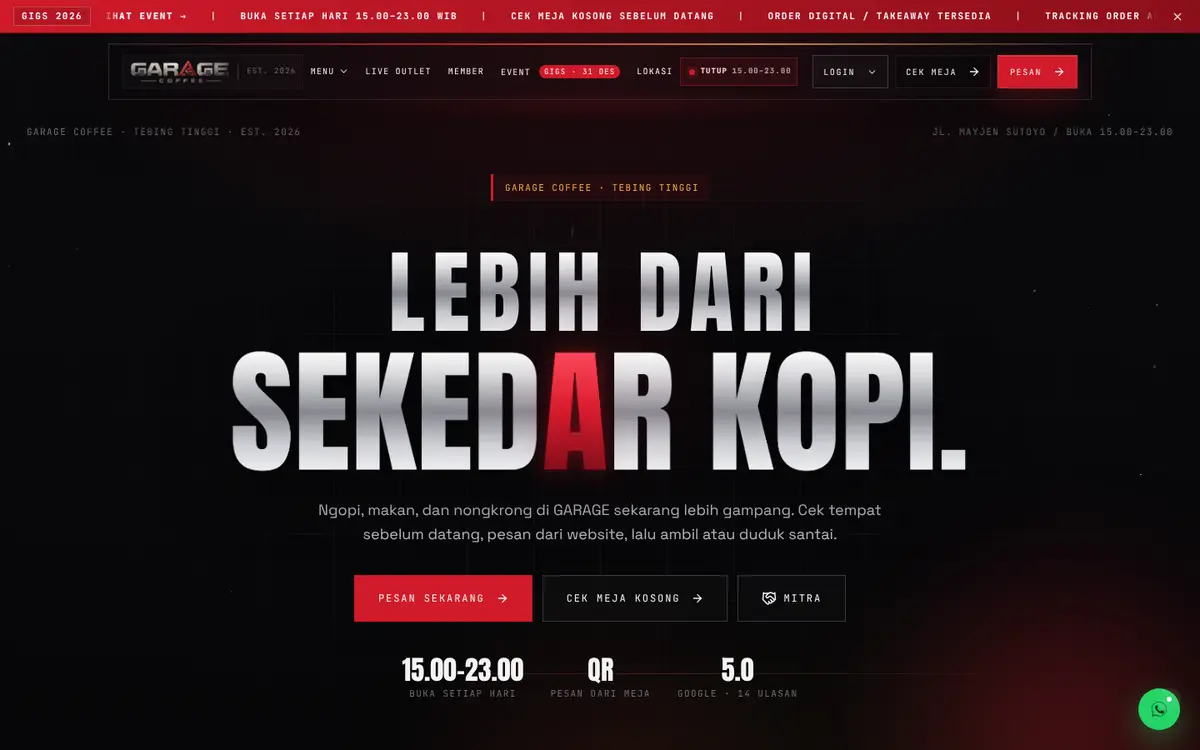 GIGS 2026
HAT EVENT → | BUKA SETIAP HARI 15.00–23.00 WIB | CEK MEJA KOSONG SEBELUM DATANG | ORDER DIGITAL / TAKEAWAY TERSEDIA | TRACKING ORDER
GARAGE COFFEE EST. 2026
MENU LIVE OUTLET MEMBER EVENT GIGS · 31 DES LOKASI TUTUP 15.00–23.00 LOGIN CEK MEJA → PESAN →
GARAGE COFFEE · TEBING TINGGI · EST. 2026
JL. MAYJEN SUTOYO / BUKA 15.00–23.00
GARAGE COFFEE · TEBING TINGGI
LEBIH DARI
SEKEDAR KOPI.
Ngopi, makan, dan nongkrong di GARAGE sekarang lebih gampang. Cek tempat
sebelum datang, pesan dari website, lalu ambil atau duduk santai.
PESAN SEKARANG → CEK MEJA KOSONG → MITRA
15.00–23.00 QR 5.0
BUKA SETIAP HARI PESAN DARI MEJA GOOGLE · 14 ULASAN